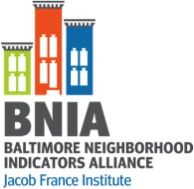 BNIA
BALTIMORE NEIGHBORHOOD
INDICATORS ALLIANCE
Jacob France Institute